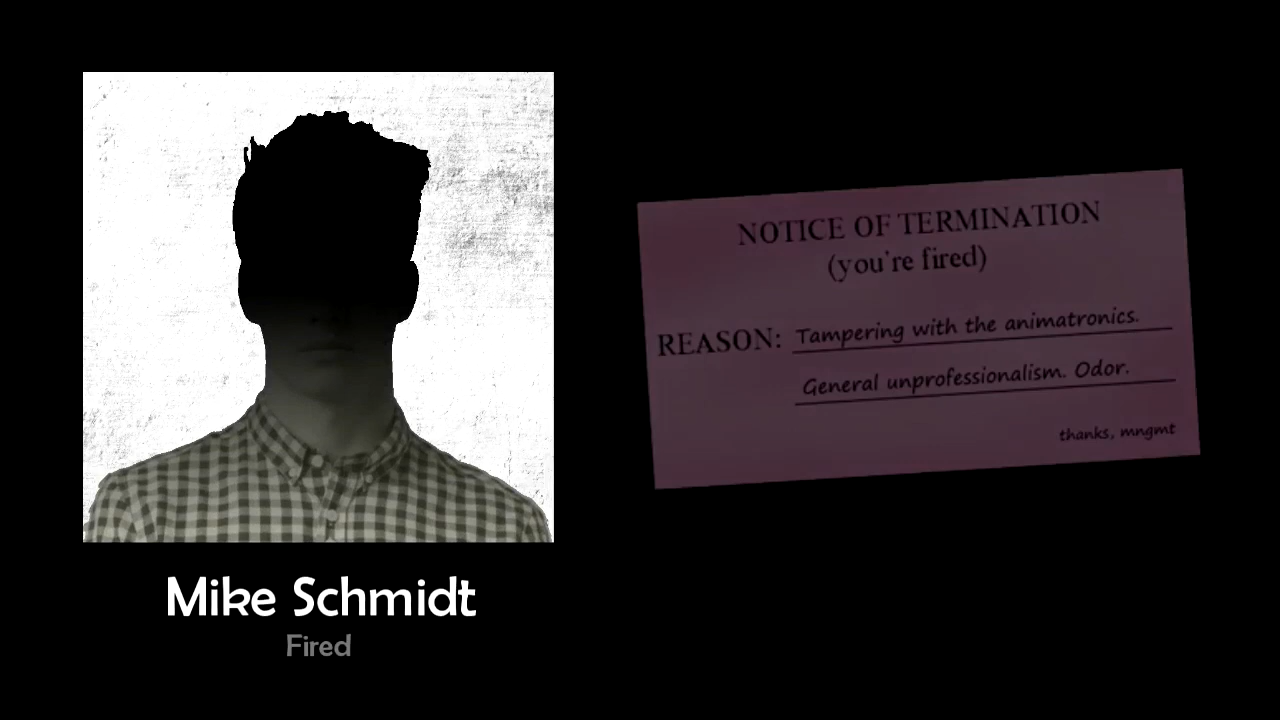 NOTICE OF TERMINATION
(you're fired)
REASON: Tampering with the animatronics.
General unprofessionalism. Odor.
thanks, mngmt
Mike Schmidt
Fired